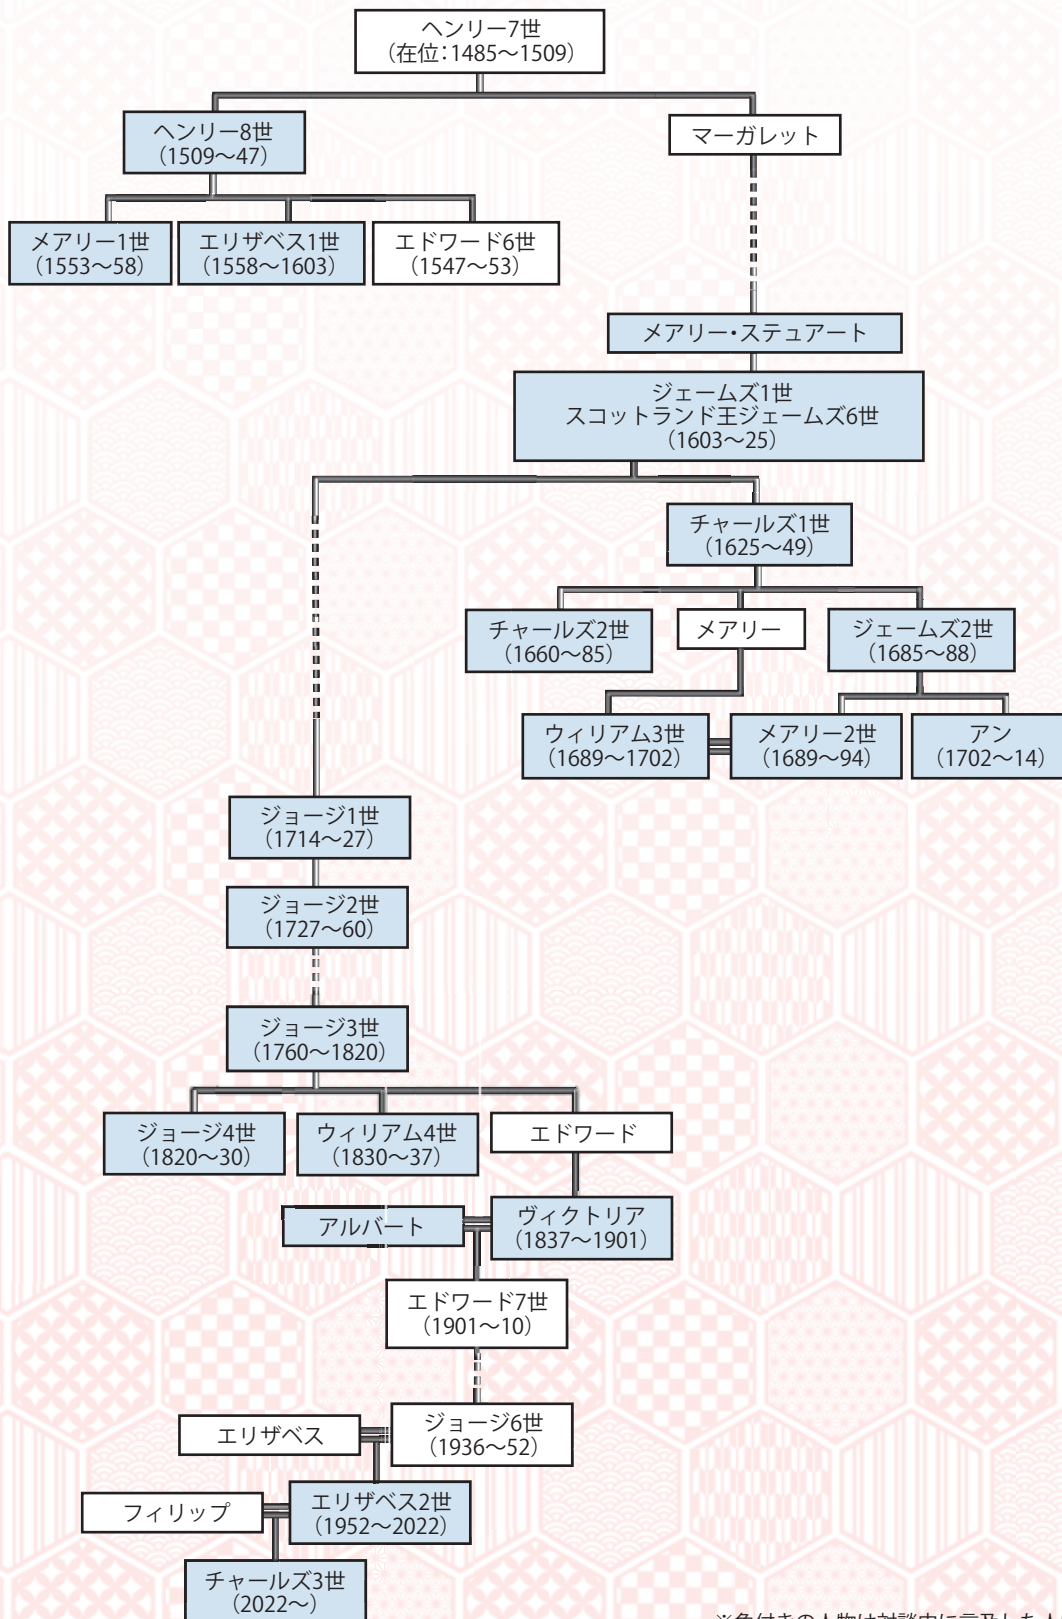 ヘンリー7世
（在位：1485〜1509）
ヘンリー8世
（1509〜47）
マーガレット
メアリー1世
（1553〜58）
エリザベス1世
（1558〜1603）
エドワード6世
（1547〜53）
メアリー・ステュアート
ジェームズ1世
スコットランド王ジェームズ6世
（1603〜25）
チャールズ1世
（1625〜49）
チャールズ2世
（1660〜85）
メアリー
ジェームズ2世
（1685〜88）
ウィリアム3世
（1689〜1702）
メアリー2世
（1689〜94）
アン
（1702〜14）
ジョージ1世
（1714〜27）
ジョージ2世
（1727〜60）
ジョージ3世
（1760〜1820）
ジョージ4世
（1820〜30）
ウィリアム4世
（1830〜37）
エドワード
アルバート
ヴィクトリア
（1837〜1901）
エドワード7世
（1901〜10）
エリザベス
ジョージ6世
（1936〜52）
フィリップ
エリザベス2世
（1952〜2022）
チャールズ3世
（2022〜）